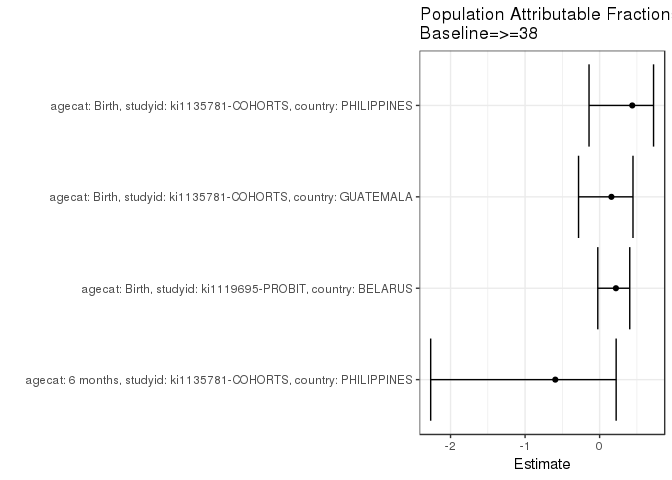 Population Attributable Fraction
Baseline=>=38
agecat: Birth, studyid: ki1135781-COHORTS, country: PHILIPPINES
agecat: Birth, studyid: ki1135781-COHORTS, country: GUATEMALA
agecat: Birth, studyid: ki1119695-PROBIT, country: BELARUS
agecat: 6 months, studyid: ki1135781-COHORTS, country: PHILIPPINES
-2 -1 0
Estimate